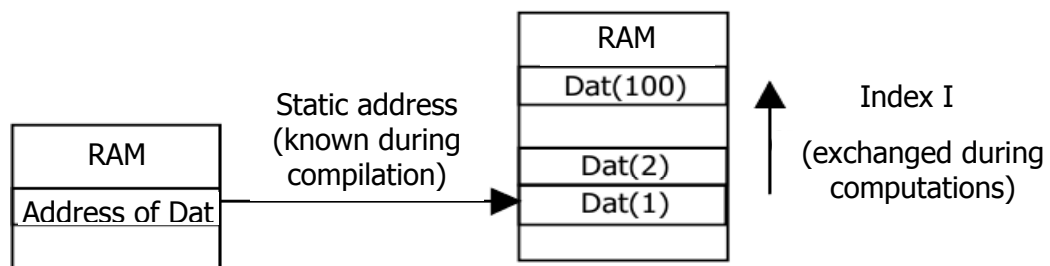 RAM
Address of Dat
Static address
(known during
compilation)
RAM
Dat(100)
Dat(2)
Dat(1)
Index I
(exchanged during
computations)